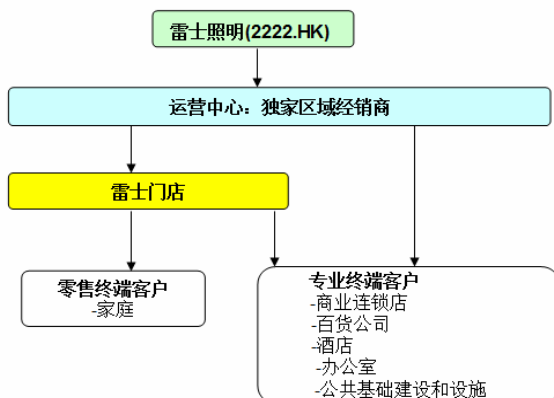 雷士照明(2222.HK)
运营中心：独家区域经销商
雷士门店
零售终端客户
-家庭
专业终端客户
-商业连锁店
-百货公司
-酒店
-办公室
-公共基础建设和设施